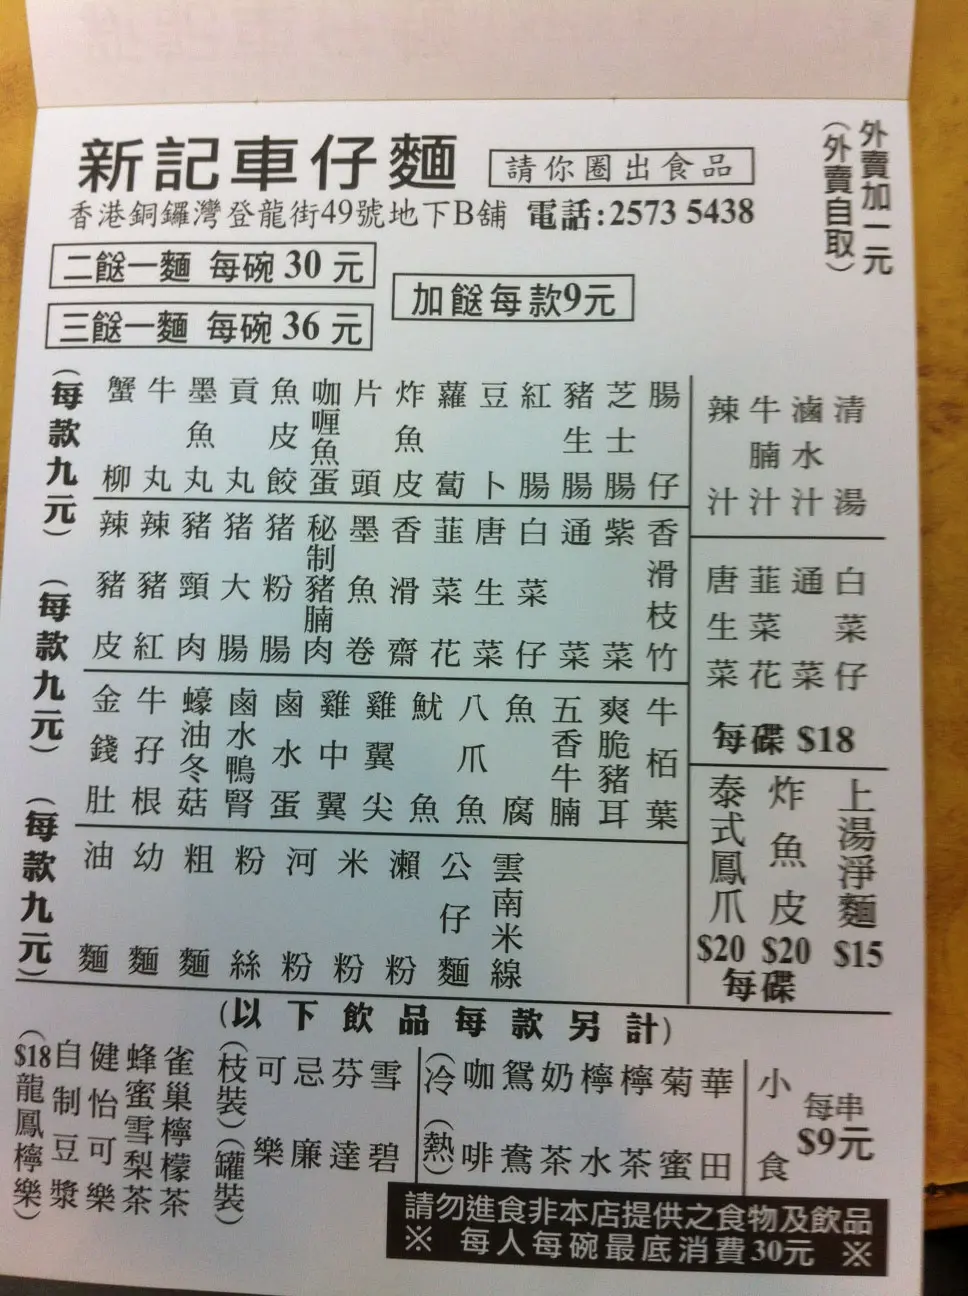 新記車仔麵
請你圈出食品
香港銅鑼灣登龍街49號地下B舖 電話:2573 5438
外賣加一元
(外賣自取)
二餸一麵 每碗 30 元
三餸一麵 每碗 36 元
加餸每款9元
(每款九元)
腸仔
芝士腸
豬生腸
紅腸
豆卜
蘿蔔
炸魚皮
片頭
咖喱魚蛋
魚皮餃
貢丸
墨魚丸
牛丸
蟹柳
(每款九元)
香滑枝竹
紫菜
通菜
白菜仔
唐生菜
韮菜花
香滑齋
墨魚卷
秘制豬腩肉
猪粉腸
猪大腸
豬頸肉
辣豬紅
辣豬皮
(每款九元)
牛栢葉
爽脆豬耳
五香牛腩
魚腐
八爪魚
魷魚
雞翼尖
雞中翼
鹵水蛋
鹵水鴨腎
蠔油冬菇
牛孖根
金錢肚
雲南米線
公仔麵
瀨粉
米粉
河粉
粉絲
粗麵
幼麵
油麵
清湯
滷水汁
牛腩汁
辣汁
白菜仔
通菜
韮菜花
唐生菜
每碟 $18
上湯淨麵 $15
炸魚皮 $20
泰式鳳爪 $20
每碟
(以下飲品每款另計)
小食
每串
$9元
華田
菊蜜
檸茶
檸水
奶茶
鴛鴦
咖啡
(冷)(熱)
雪碧
芬達
忌廉
可樂
(枝裝)(罐裝)
雀巢檸檬茶
蜂蜜雪梨茶
健怡可樂
自制豆漿
($18龍鳳檸樂)
請勿進食非本店提供之食物及飲品
※ 每人每碗最底消費30元 ※